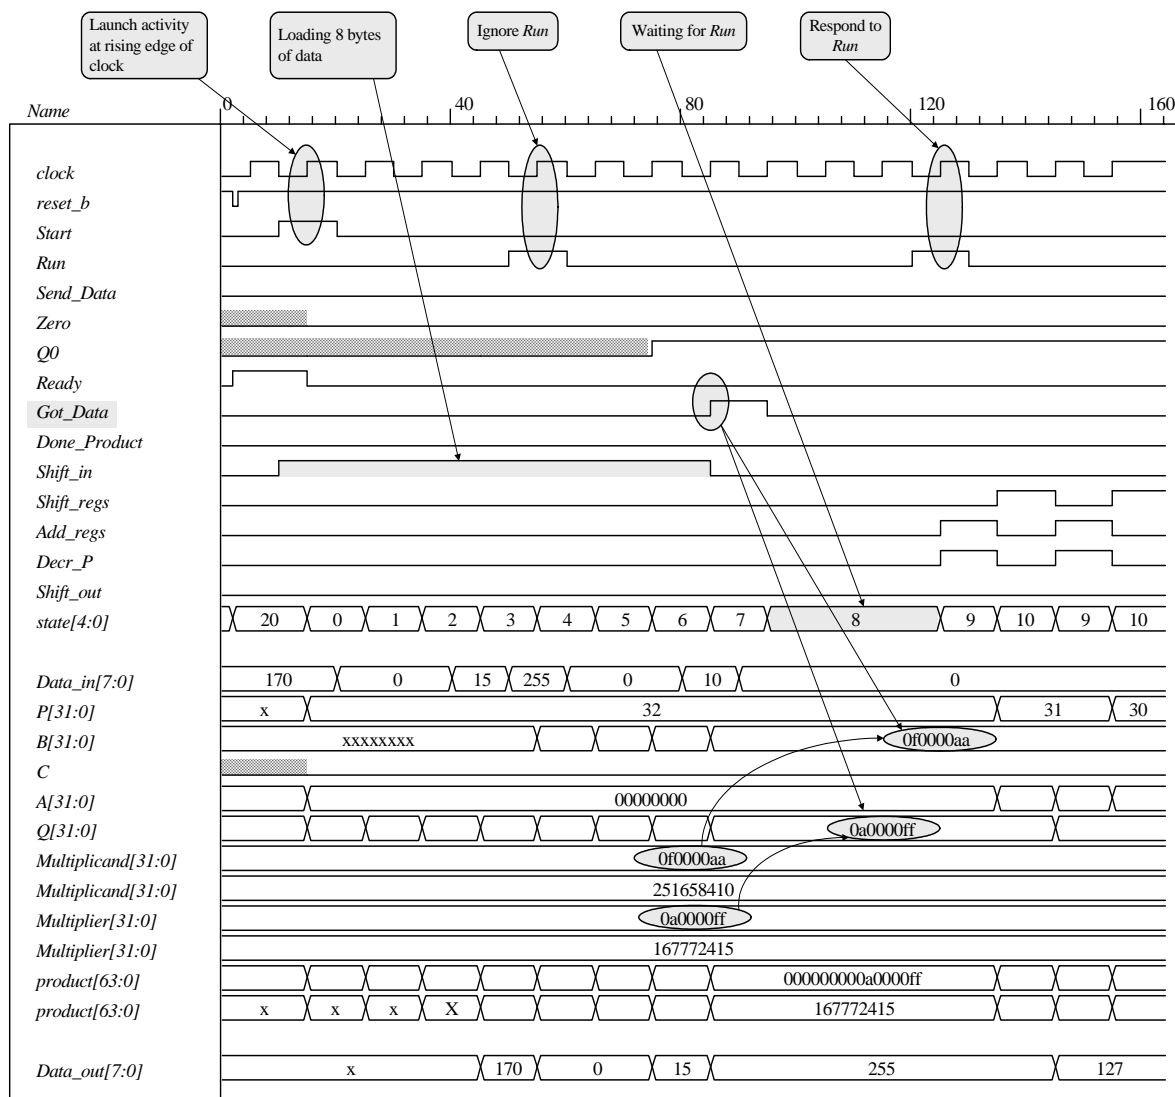 Launch activity
at rising edge of
clock
Loading 8 bytes
of data
Ignore Run
Waiting for Run
Respond to
Run
Name
0 40 80 120 160
clock
reset_b
Start
Run
Send_Data
Zero
Q0
Ready
Got_Data
Done_Product
Shift_in
Shift_regs
Add_regs
Decr_P
Shift_out
state[4:0] 20 0 1 2 3 4 5 6 7 8 9 10 9 10
Data_in[7:0] 170 0 15 255 0 10 0
P[31:0] x 32 31 30
B[31:0] xxxxxxxx 0f0000aa
C
A[31:0] 00000000
Q[31:0] 0a0000ff
Multiplicand[31:0] 0f0000aa
Multiplicand[31:0] 251658410
Multiplier[31:0] 0a0000ff
Multiplier[31:0] 167772415
product[63:0] 000000000a0000ff
product[63:0] x x x X 167772415
Data_out[7:0] x 170 0 15 255 127